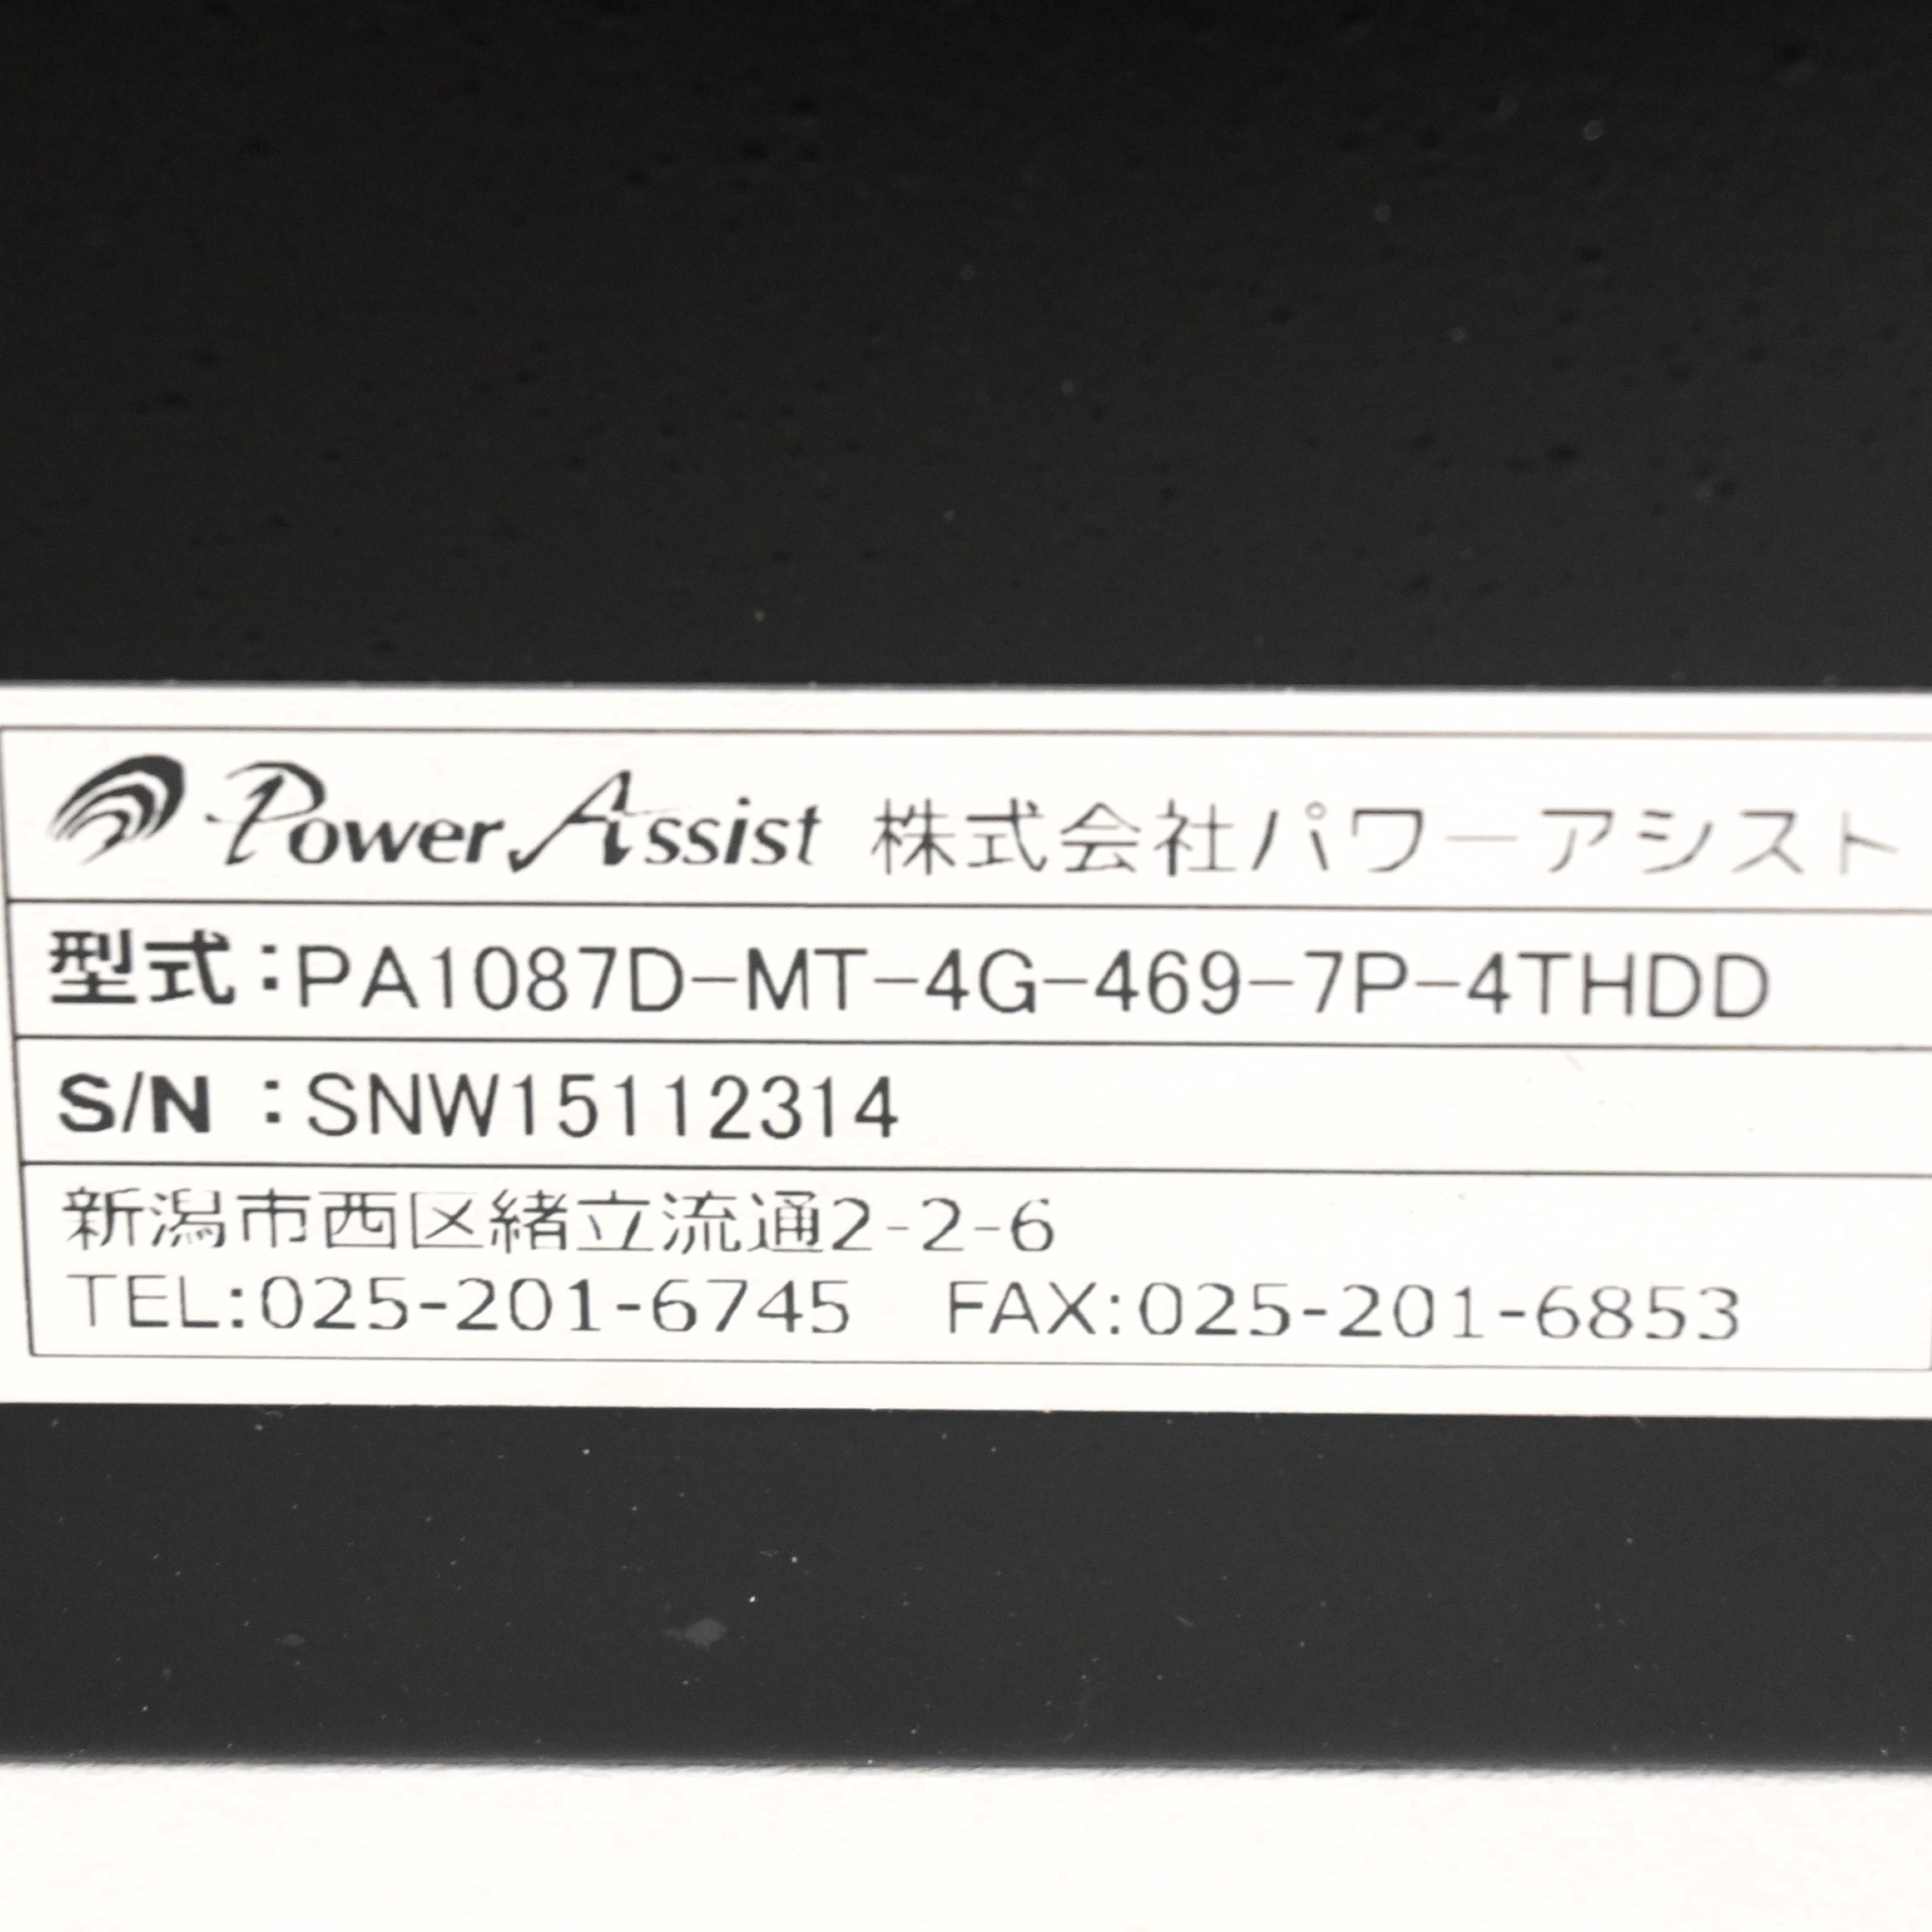 Power Assist 株式会社パワーアシスト
型式:PA1087D-MT-4G-469-7P-4THDD
S/N :SNW15112314
新潟市西区緒立流通2-2-6
TEL:025-201-6745 FAX:025-201-6853